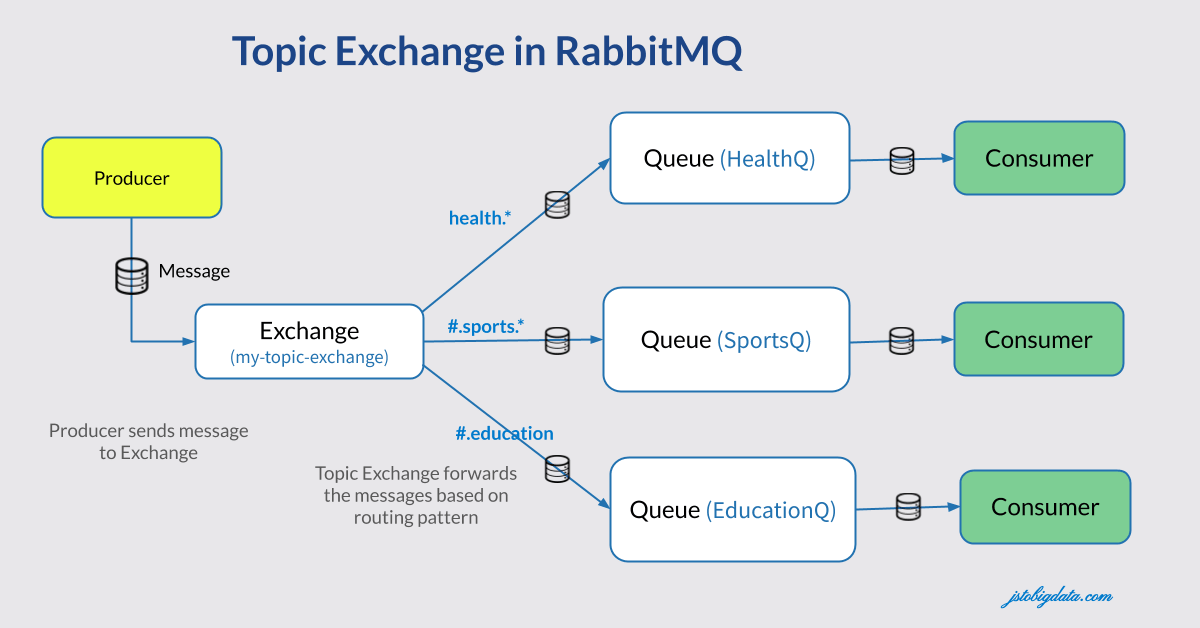 Topic Exchange in RabbitMQ
Producer
Message
Exchange
(my-topic-exchange)
health.*
#.sports.*
#.education
Queue (HealthQ)
Consumer
Queue (SportsQ)
Consumer
Queue (EducationQ)
Consumer
Producer sends message
to Exchange
Topic Exchange forwards
the messages based on
routing pattern
jstobigdata.com